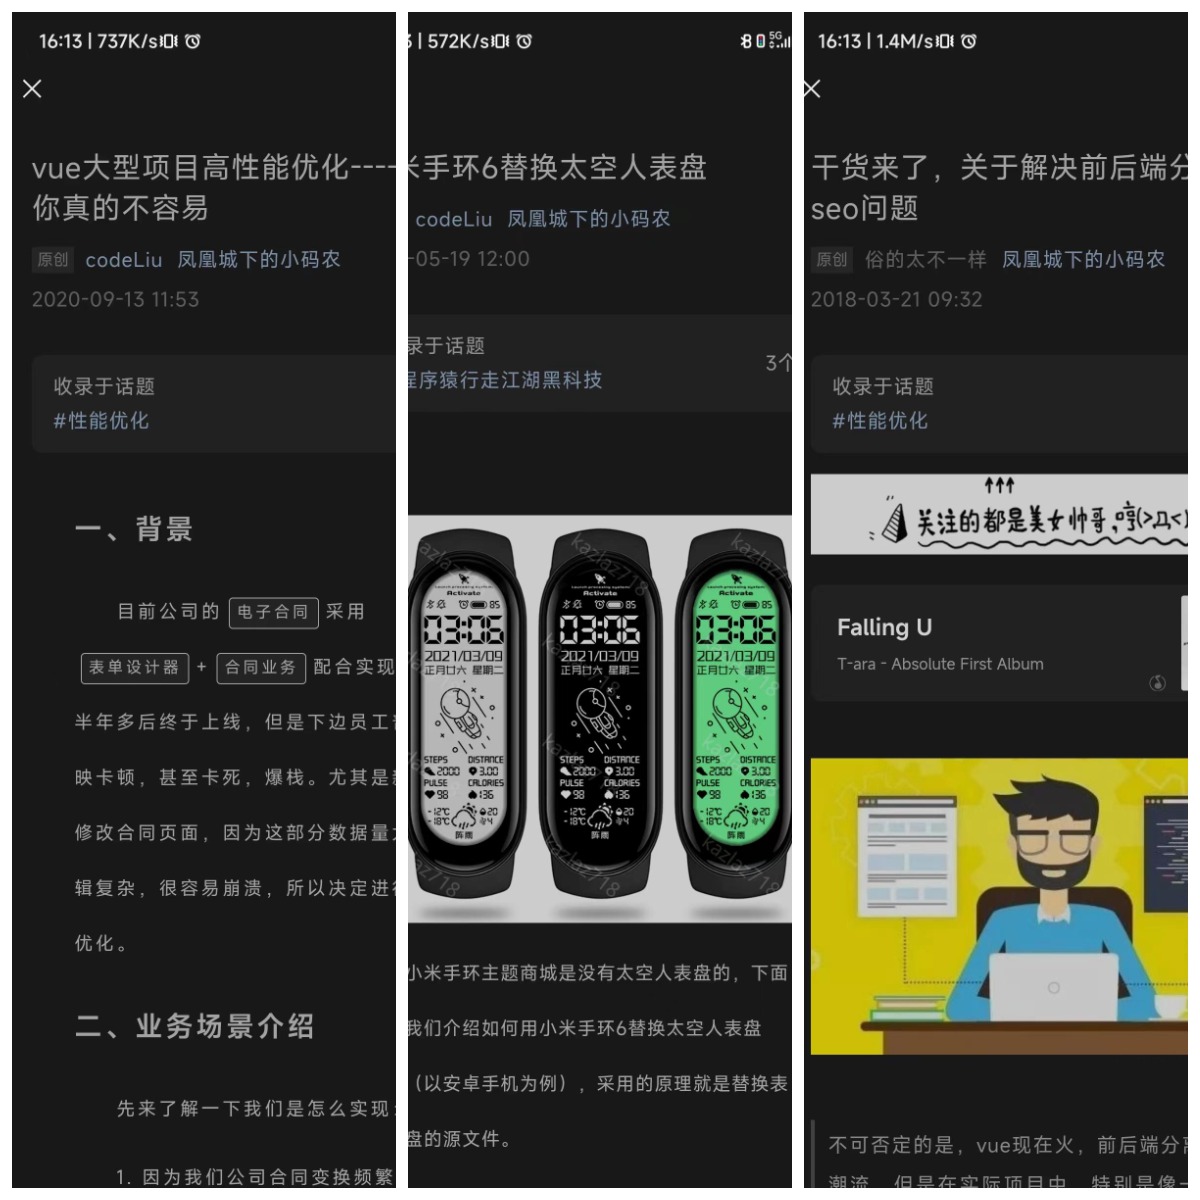 16:13 | 737K/s
vue大型项目高性能优化----
你真的不容易
原创 codeLiu 凤凰城下的小码农
2020-09-13 11:53
收录于话题
#性能优化
一、背景
目前公司的 电子合同 采用
表单设计器 + 合同业务 配合实现
半年多后终于上线，但是下边员工
映卡顿，甚至卡死，爆栈。尤其是
修改合同页面，因为这部分数据量
辑复杂，很容易崩溃，所以决定进行
优化。
二、业务场景介绍
先来了解一下我们是怎么实现
1. 因为我们公司合同变换频繁
| 572K/s
5G
米手环6替换太空人表盘
codeLiu 凤凰城下的小码农
-05-19 12:00
录于话题
3个
程序猿行走江湖黑科技
kazlaz718
Activate
85
03:06
2021/03/09
正月廿六 星期二
STEPS DISTANCE
2000 3.00
PULSE CALORIES
98 136
-12℃ 20
-18℃ 4
阵雨
kazlaz718
Activate
85
03:06
2021/03/09
正月廿六 星期二
STEPS DISTANCE
2000 3.00
PULSE CALORIES
98 136
-12℃ 20
-18℃ 4
阵雨
kazlaz718
Activate
85
03:06
2021/03/09
正月廿六 星期二
STEPS DISTANCE
2000 3.00
PULSE CALORIES
98 136
-12℃ 20
-18℃ 4
阵雨
小米手环主题商城是没有太空人表盘的，下面
我们介绍如何用小米手环6替换太空人表盘
（以安卓手机为例），采用的原理就是替换表
盘的源文件。
16:13 | 1.4M/s
干货来了，关于解决前后端分
seo问题
原创 俗的太不一样 凤凰城下的小码农
2018-03-21 09:32
收录于话题
#性能优化
关注的都是美女帅哥,哼(>Д<)
Falling U
T-ara - Absolute First Album
不可否定的是，vue现在火，前后端分离
潮流，但是在实际项目中，特别是像一